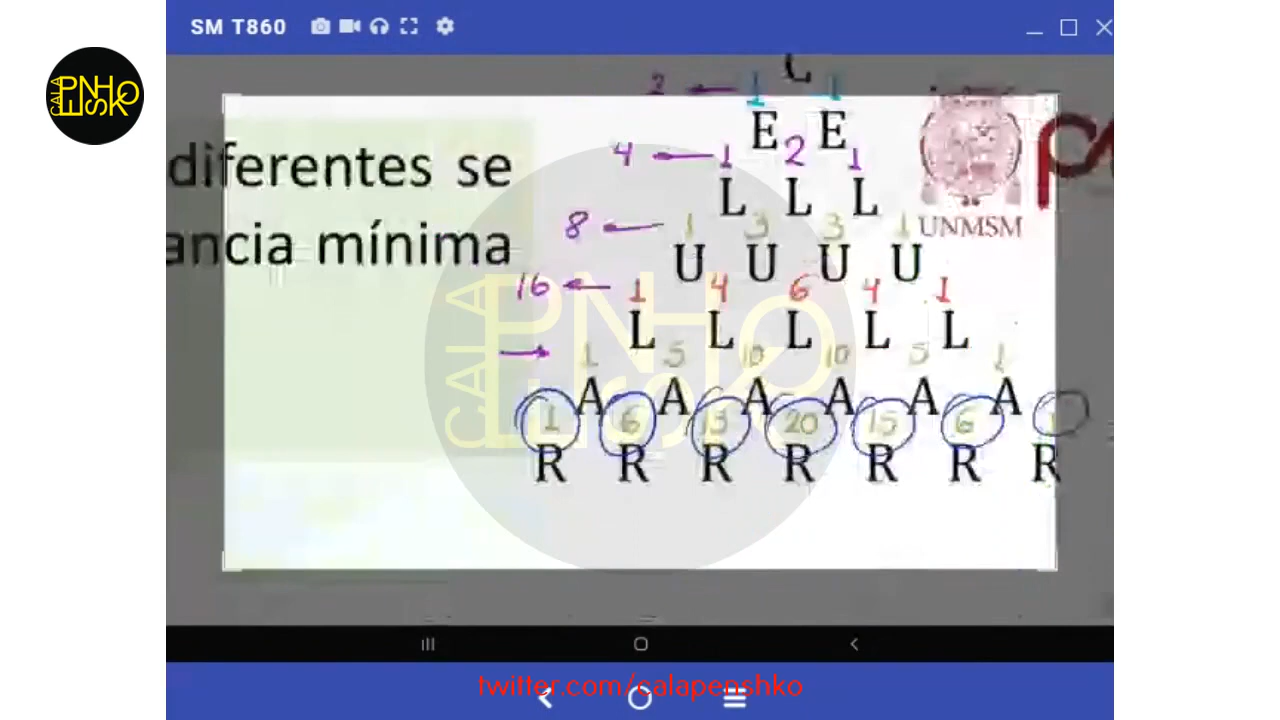 SM T860
CALA PENHSKO
C
2 ← 1 1
E E
diferentes se
4 ← 1 2 1
L L L
ancia mínima
8 ← 1 3 3 1
UNMSM
U U U U
16 ← 1 4 6 4 1
L L L L L
→ 1 5 10 10 5 1
A A A A A A
1 6 15 20 15 6 1
R R R R R R R
twitter.com/calapenshko